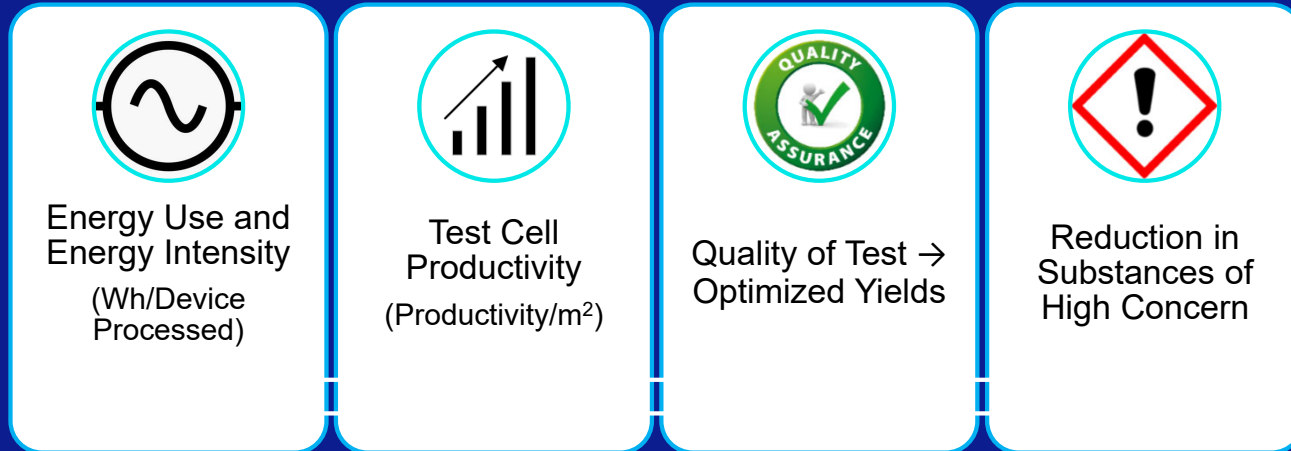 QUALITY
ASSURANCE
Energy Use and
Energy Intensity
(Wh/Device
Processed)
Test Cell
Productivity
(Productivity/m²)
Quality of Test →
Optimized Yields
Reduction in
Substances of
High Concern